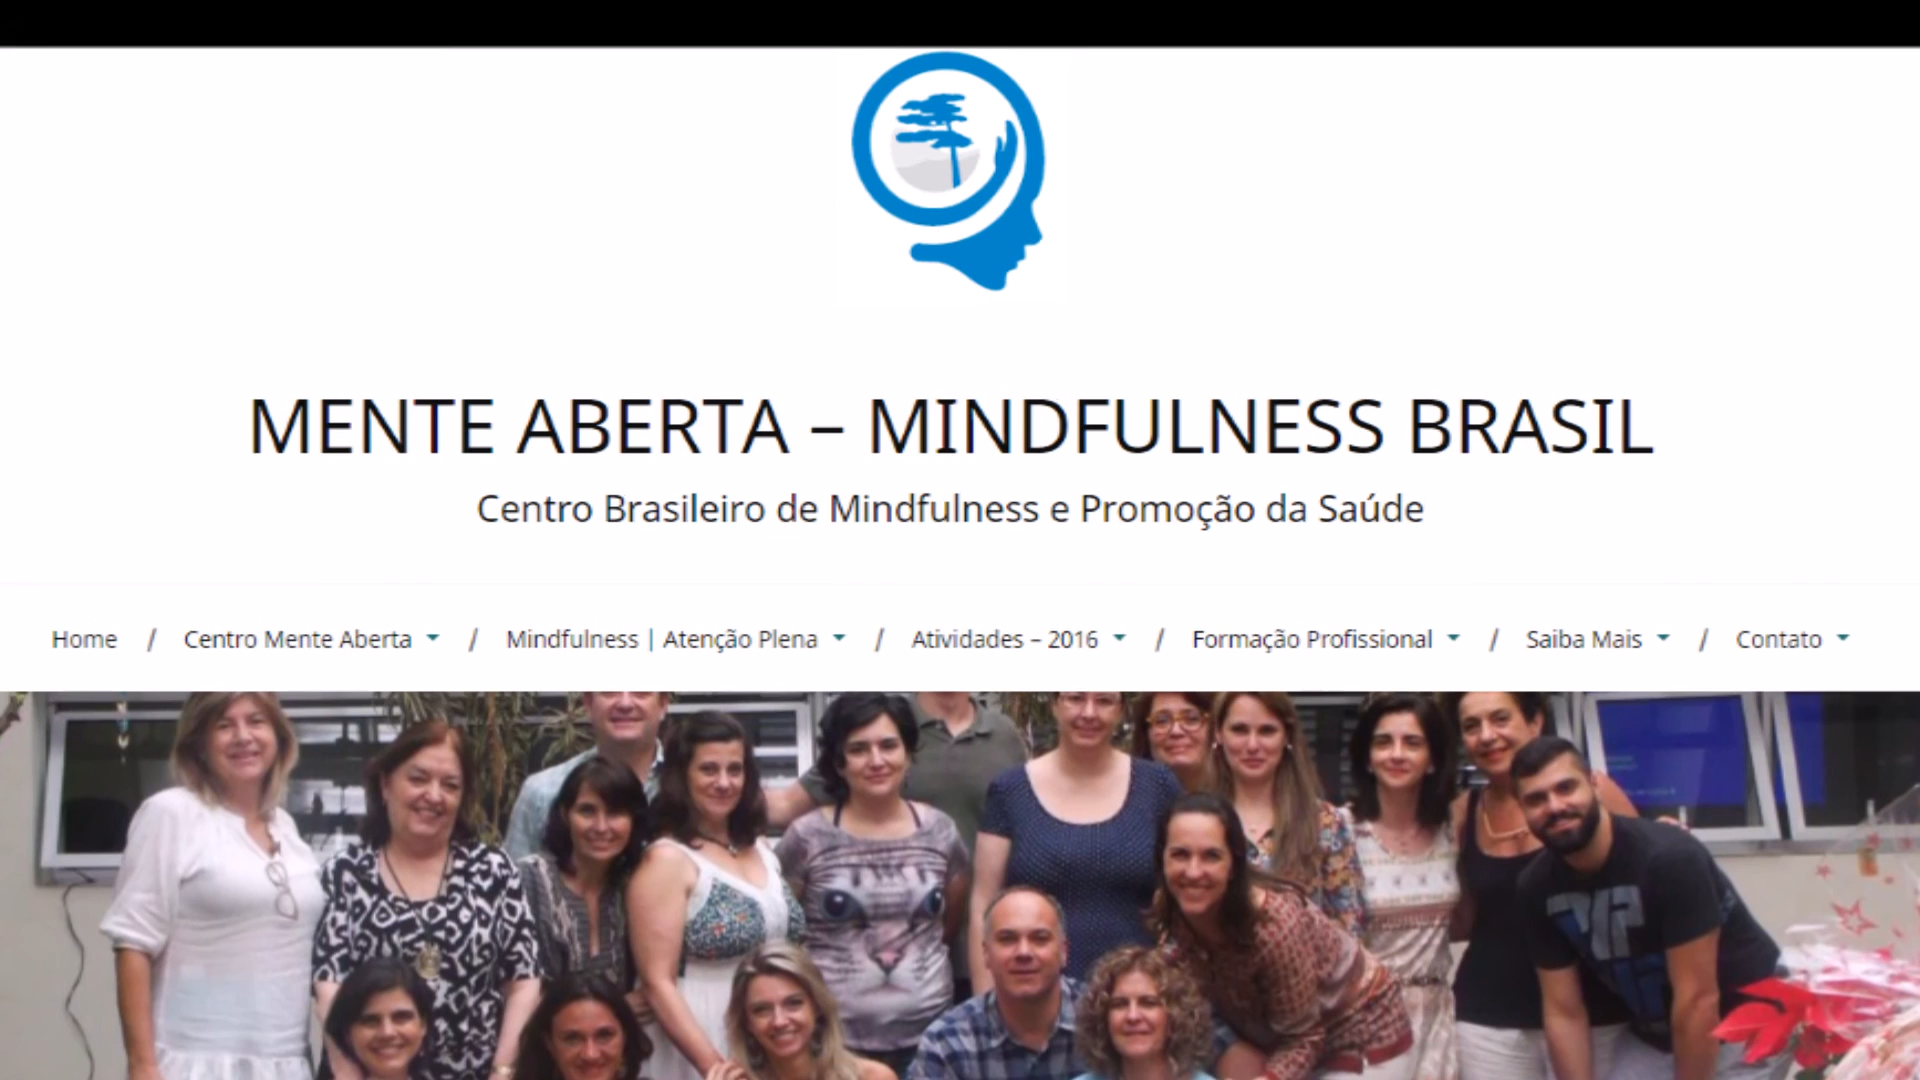 MENTE ABERTA – MINDFULNESS BRASIL
Centro Brasileiro de Mindfulness e Promoção da Saúde
Home / Centro Mente Aberta / Mindfulness | Atenção Plena / Atividades – 2016 / Formação Profissional / Saiba Mais / Contato